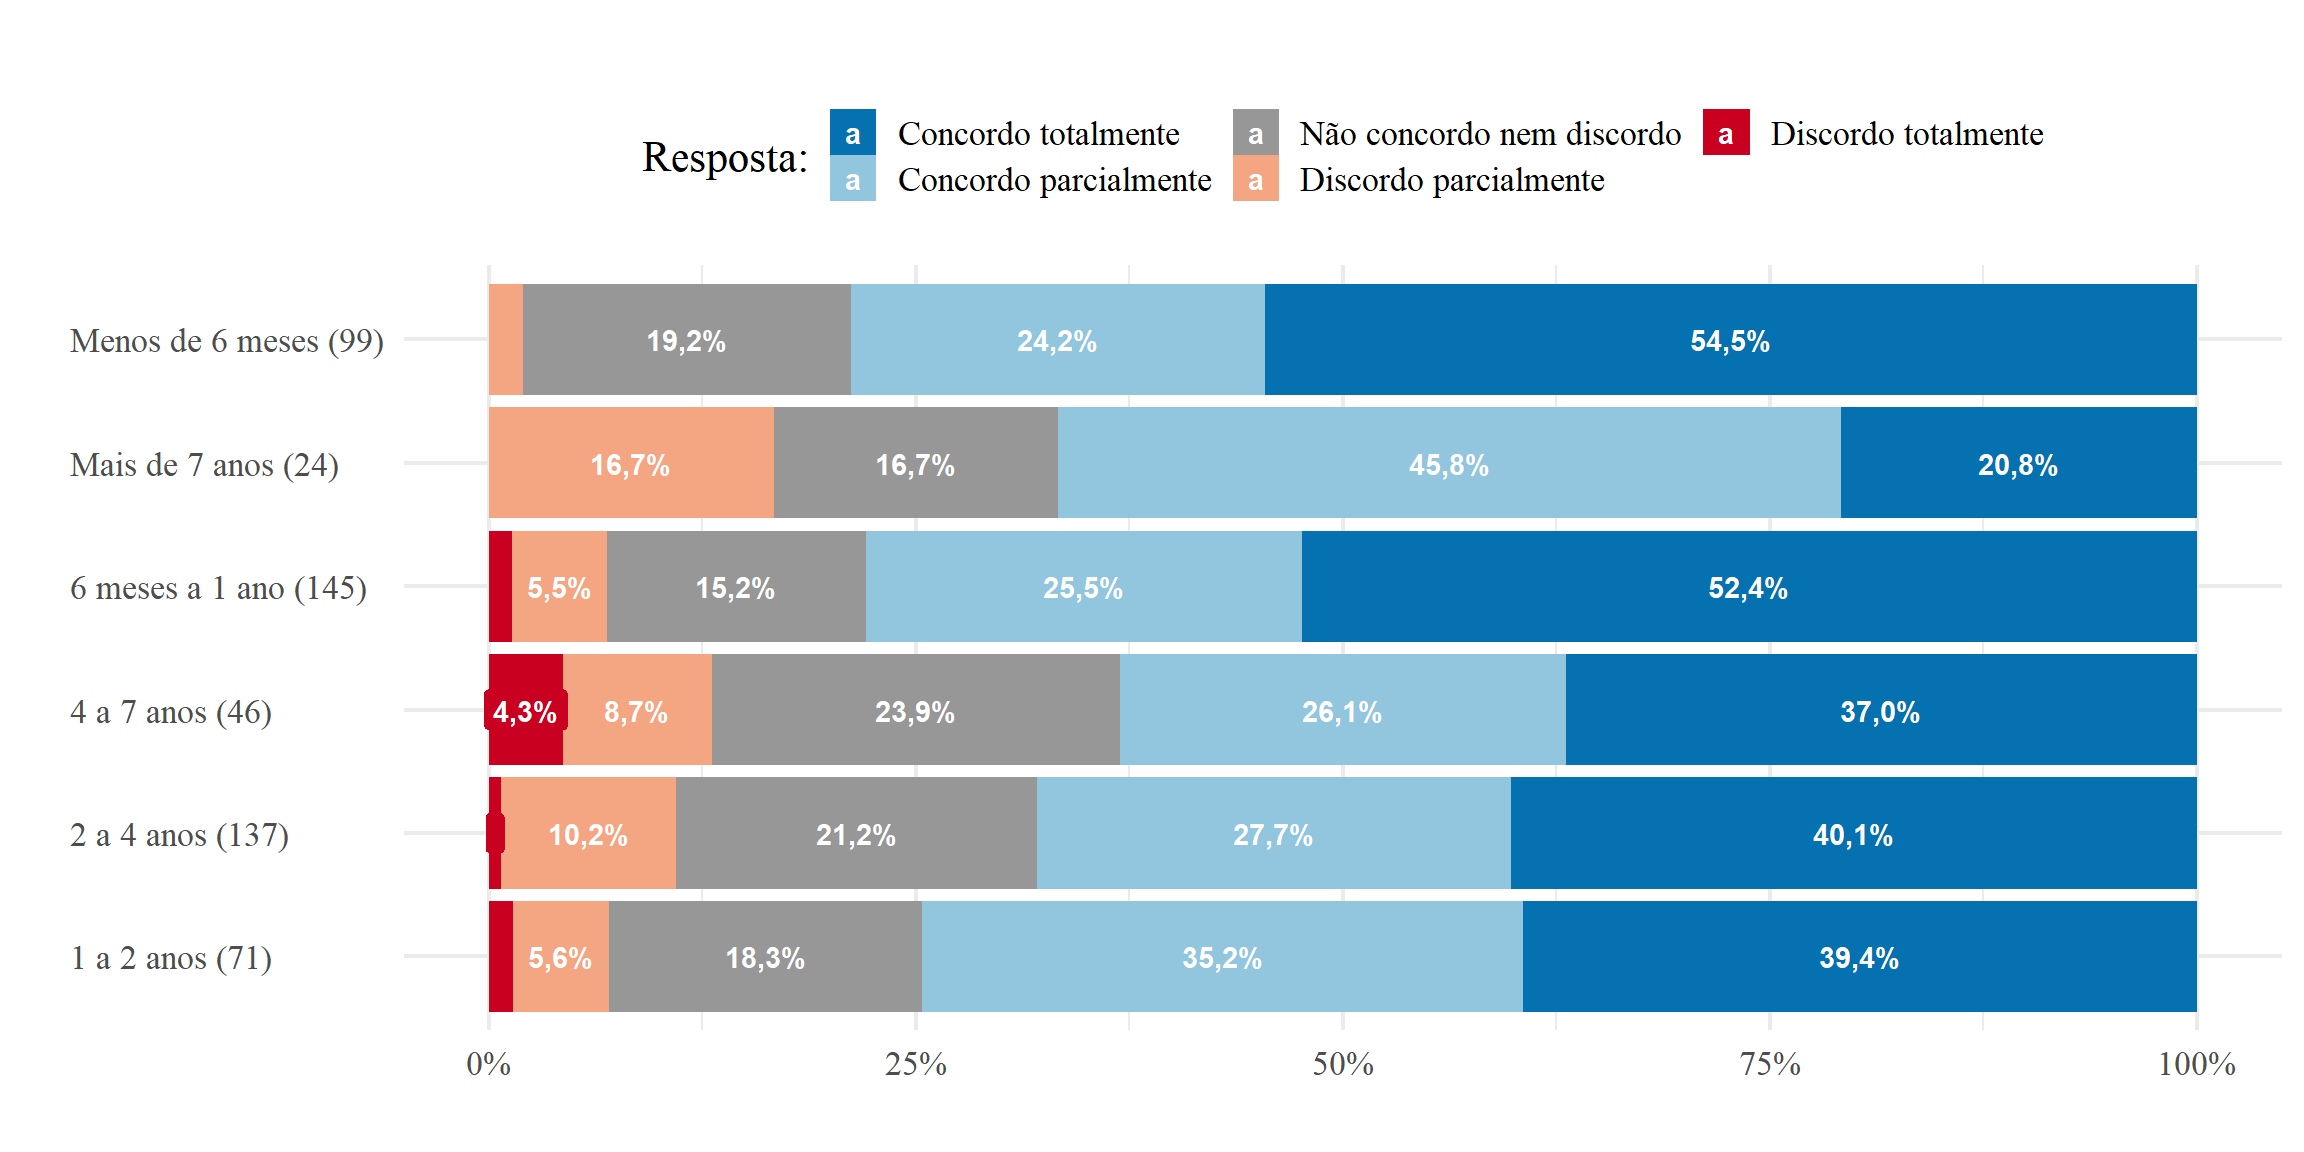 Resposta:
a Concordo totalmente a Não concordo nem discordo a Discordo totalmente
a Concordo parcialmente a Discordo parcialmente
Menos de 6 meses (99) 19,2% 24,2% 54,5%
Mais de 7 anos (24) 16,7% 16,7% 45,8% 20,8%
6 meses a 1 ano (145) 5,5% 15,2% 25,5% 52,4%
4 a 7 anos (46) 4,3% 8,7% 23,9% 26,1% 37,0%
2 a 4 anos (137) 10,2% 21,2% 27,7% 40,1%
1 a 2 anos (71) 5,6% 18,3% 35,2% 39,4%
0% 25% 50% 75% 100%